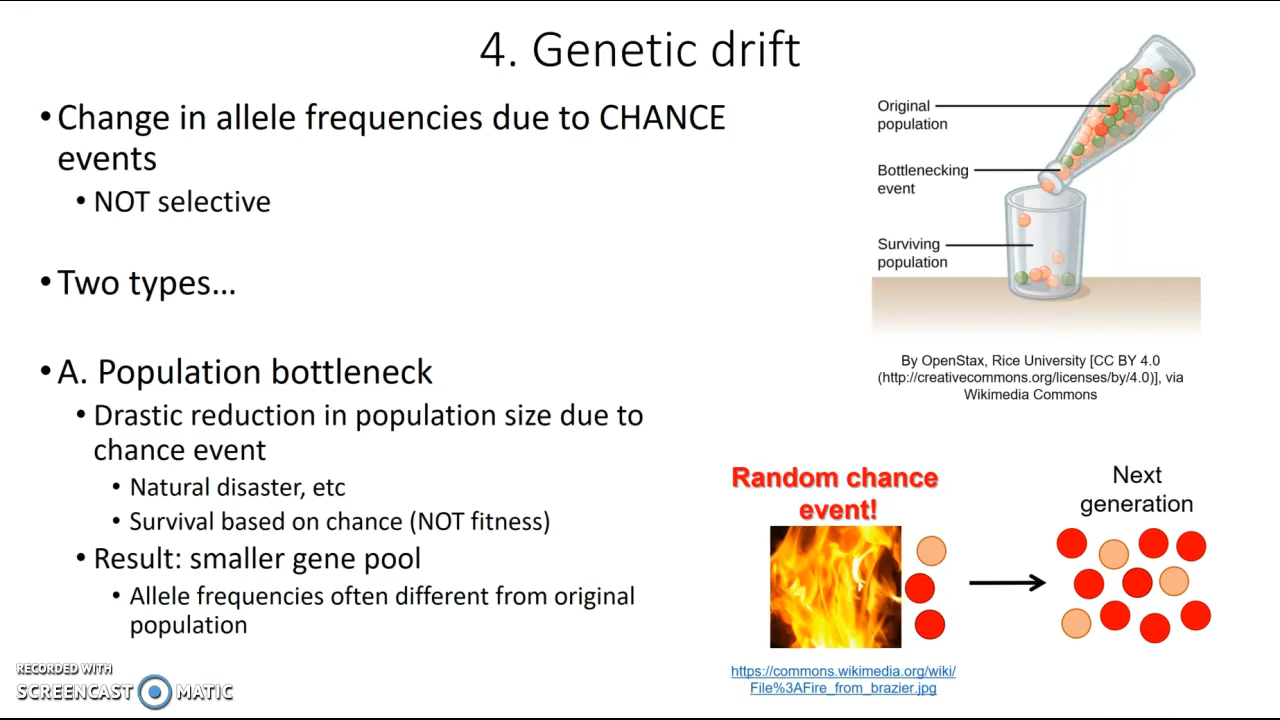 4. Genetic drift
• Change in allele frequencies due to CHANCE
events
• NOT selective
• Two types...
• A. Population bottleneck
• Drastic reduction in population size due to
chance event
• Natural disaster, etc
• Survival based on chance (NOT fitness)
• Result: smaller gene pool
• Allele frequencies often different from original
population
Original
population
Bottlenecking
event
Surviving
population
By OpenStax, Rice University [CC BY 4.0
(http://creativecommons.org/licenses/by/4.0)], via
Wikimedia Commons
Random chance
event!
Next
generation
https://commons.wikimedia.org/wiki/
File%3AFire_from_brazier.jpg
RECORDED WITH
SCREENCAST MATIC